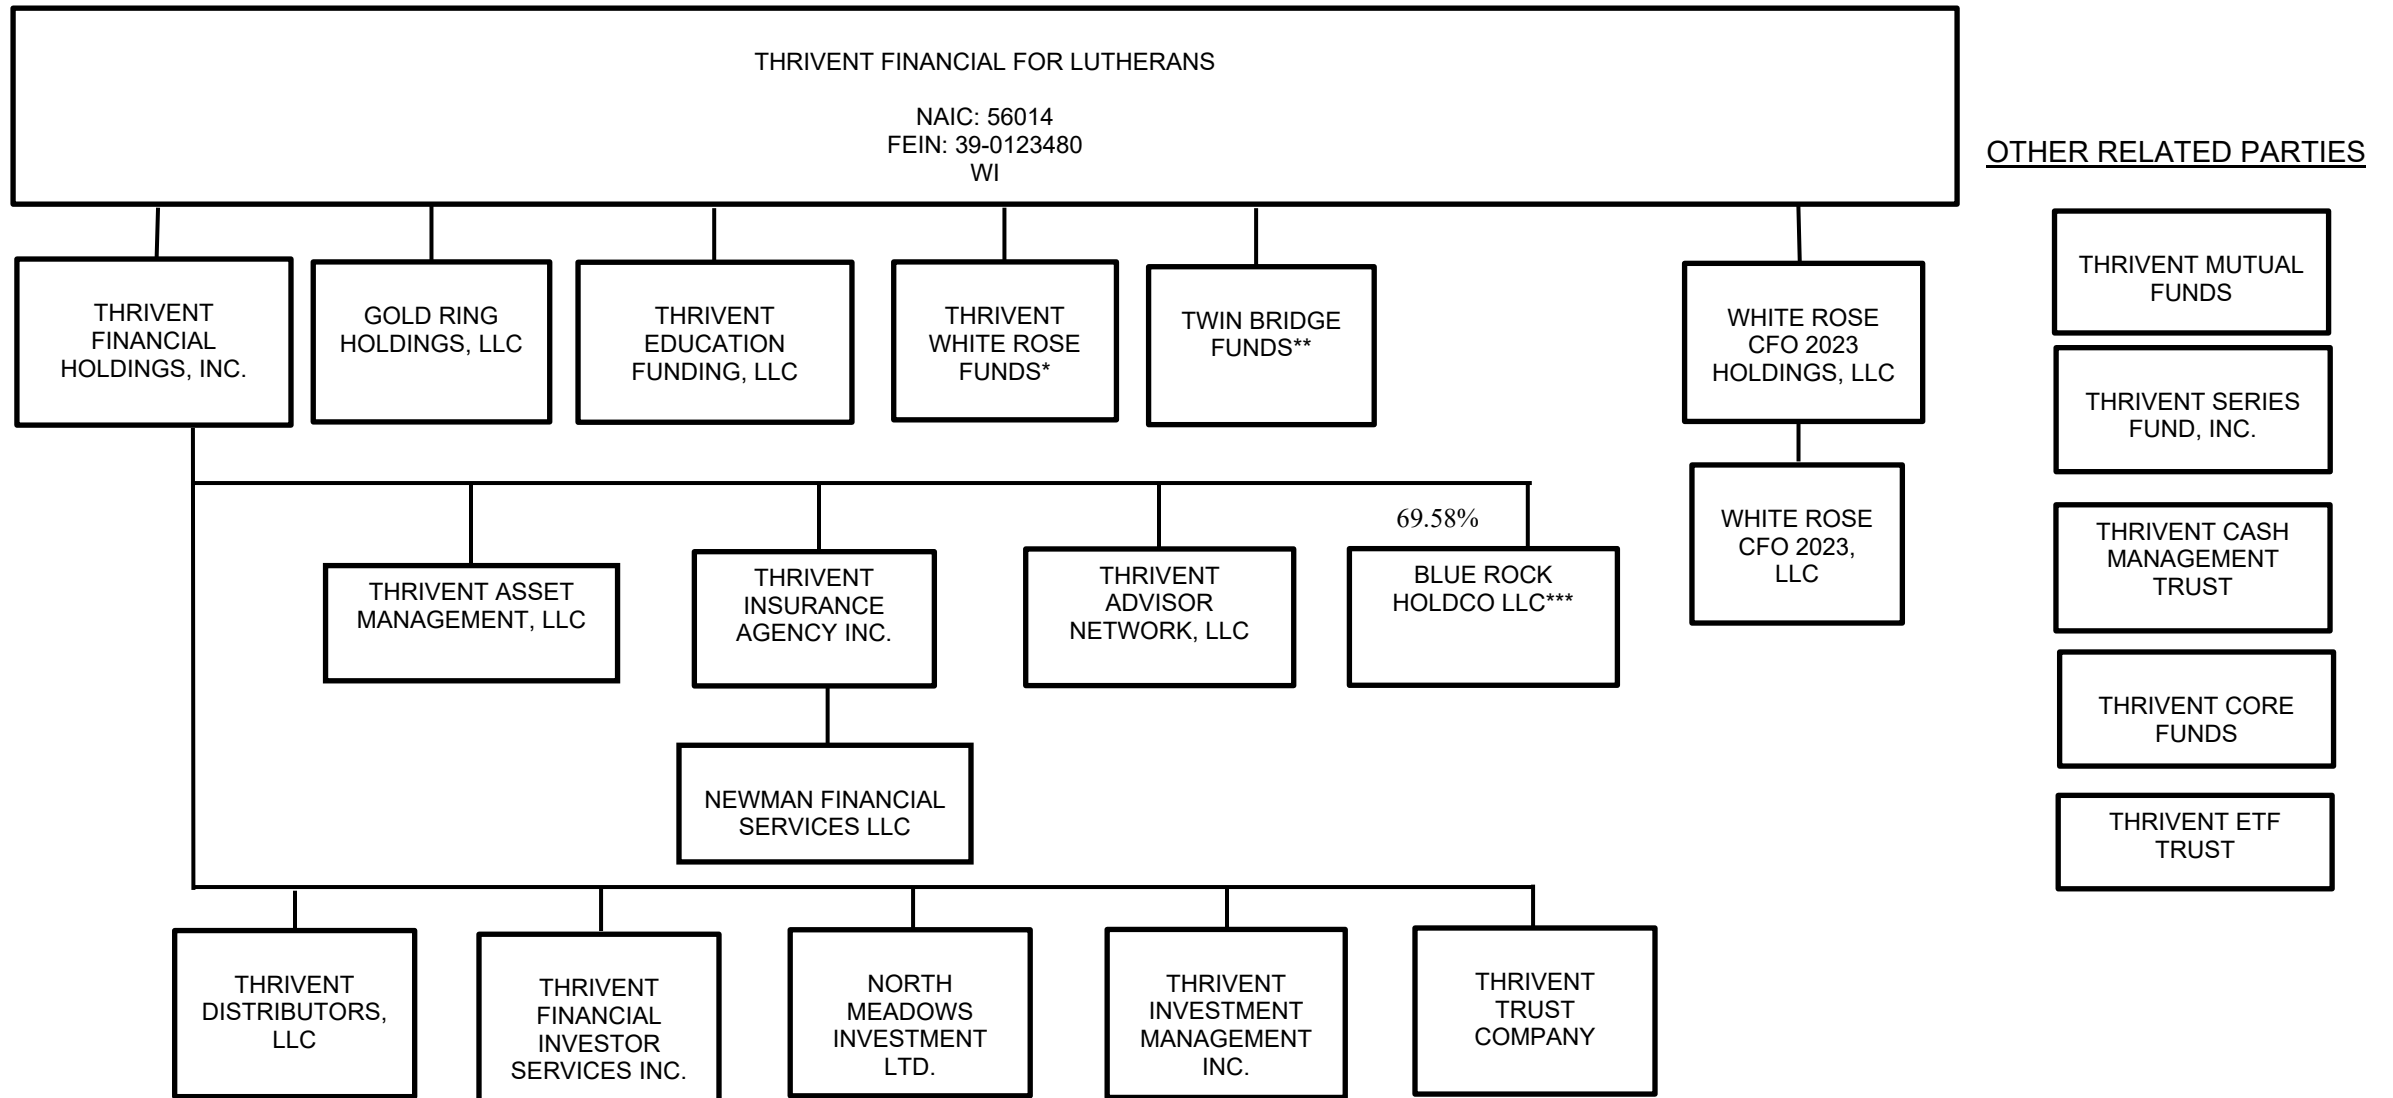 THRIVENT FINANCIAL FOR LUTHERANS
NAIC: 56014
FEIN: 39-0123480
WI
OTHER RELATED PARTIES
THRIVENT
FINANCIAL
HOLDINGS, INC.
GOLD RING
HOLDINGS, LLC
THRIVENT
EDUCATION
FUNDING, LLC
THRIVENT
WHITE ROSE
FUNDS*
TWIN BRIDGE
FUNDS**
WHITE ROSE
CFO 2023
HOLDINGS, LLC
WHITE ROSE
CFO 2023,
LLC
THRIVENT ASSET
MANAGEMENT, LLC
THRIVENT
INSURANCE
AGENCY INC.
THRIVENT
ADVISOR
NETWORK, LLC
69.58%
BLUE ROCK
HOLDCO LLC***
NEWMAN FINANCIAL
SERVICES LLC
THRIVENT
DISTRIBUTORS,
LLC
THRIVENT
FINANCIAL
INVESTOR
SERVICES INC.
NORTH
MEADOWS
INVESTMENT
LTD.
THRIVENT
INVESTMENT
MANAGEMENT
INC.
THRIVENT
TRUST
COMPANY
THRIVENT MUTUAL
FUNDS
THRIVENT SERIES
FUND, INC.
THRIVENT CASH
MANAGEMENT
TRUST
THRIVENT CORE
FUNDS
THRIVENT ETF
TRUST